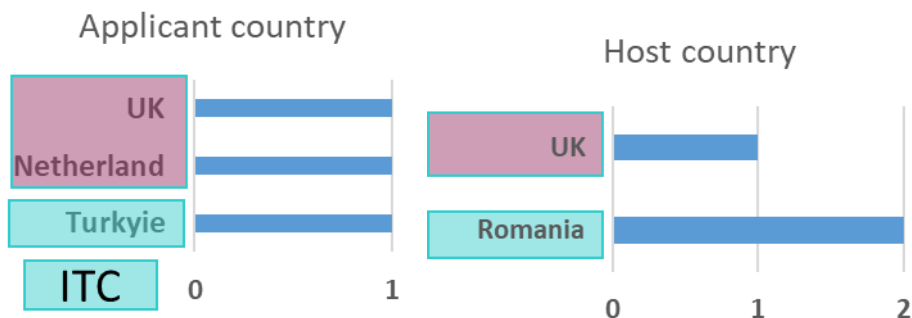 Applicant country
UK
Netherland
Turkyie
ITC
0 1
Host country
UK
Romania
0 1 2